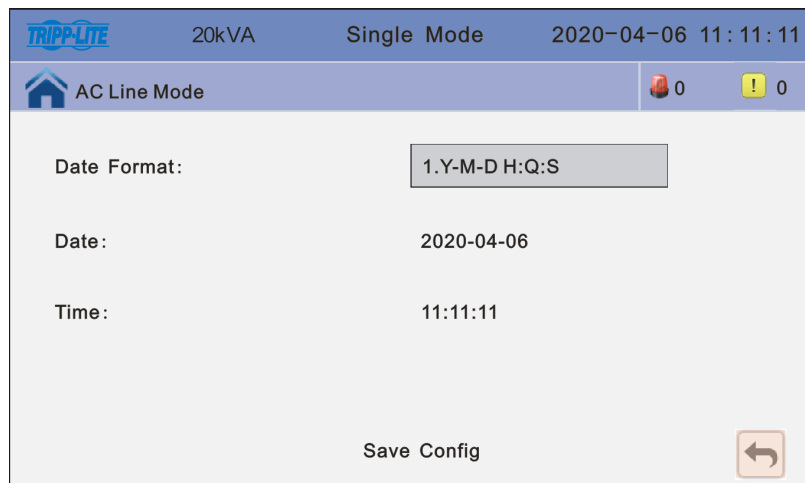 TRIPP·LITE 20kVA Single Mode 2020-04-06 11:11:11
AC Line Mode 0 ! 0
Date Format: 1.Y-M-D H:Q:S
Date: 2020-04-06
Time: 11:11:11
Save Config